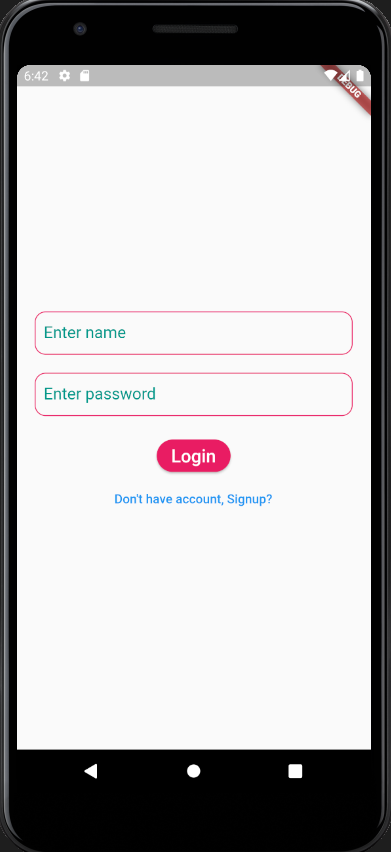 6:42
DEBUG
Enter name
Enter password
Login
Don't have account, Signup?